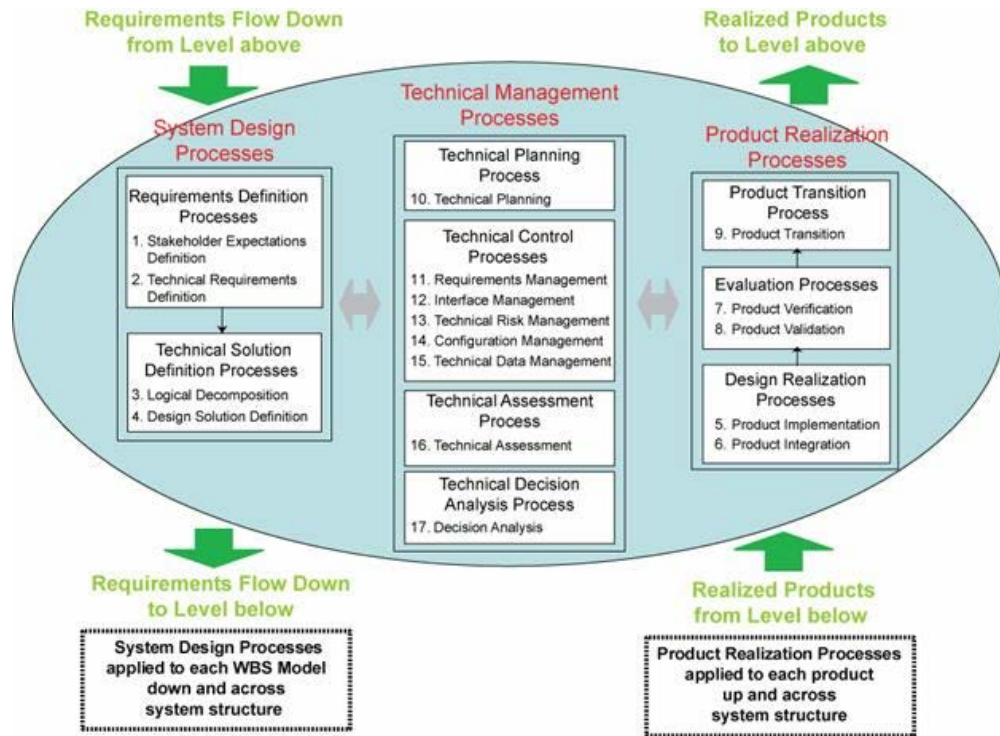 Requirements Flow Down
from Level above
Realized Products
to Level above
System Design
Processes
Requirements Definition
Processes
1. Stakeholder Expectations
Definition
2. Technical Requirements
Definition
Technical Solution
Definition Processes
3. Logical Decomposition
4. Design Solution Definition
Technical Management
Processes
Technical Planning
Process
10. Technical Planning
Technical Control
Processes
11. Requirements Management
12. Interface Management
13. Technical Risk Management
14. Configuration Management
15. Technical Data Management
Technical Assessment
Process
16. Technical Assessment
Technical Decision
Analysis Process
17. Decision Analysis
Product Realization
Processes
Product Transition
Process
9. Product Transition
Evaluation Processes
7. Product Verification
8. Product Validation
Design Realization
Processes
5. Product Implementation
6. Product Integration
Requirements Flow Down
to Level below
System Design Processes
applied to each WBS Model
down and across
system structure
Realized Products
from Level below
Product Realization Processes
applied to each product
up and across
system structure